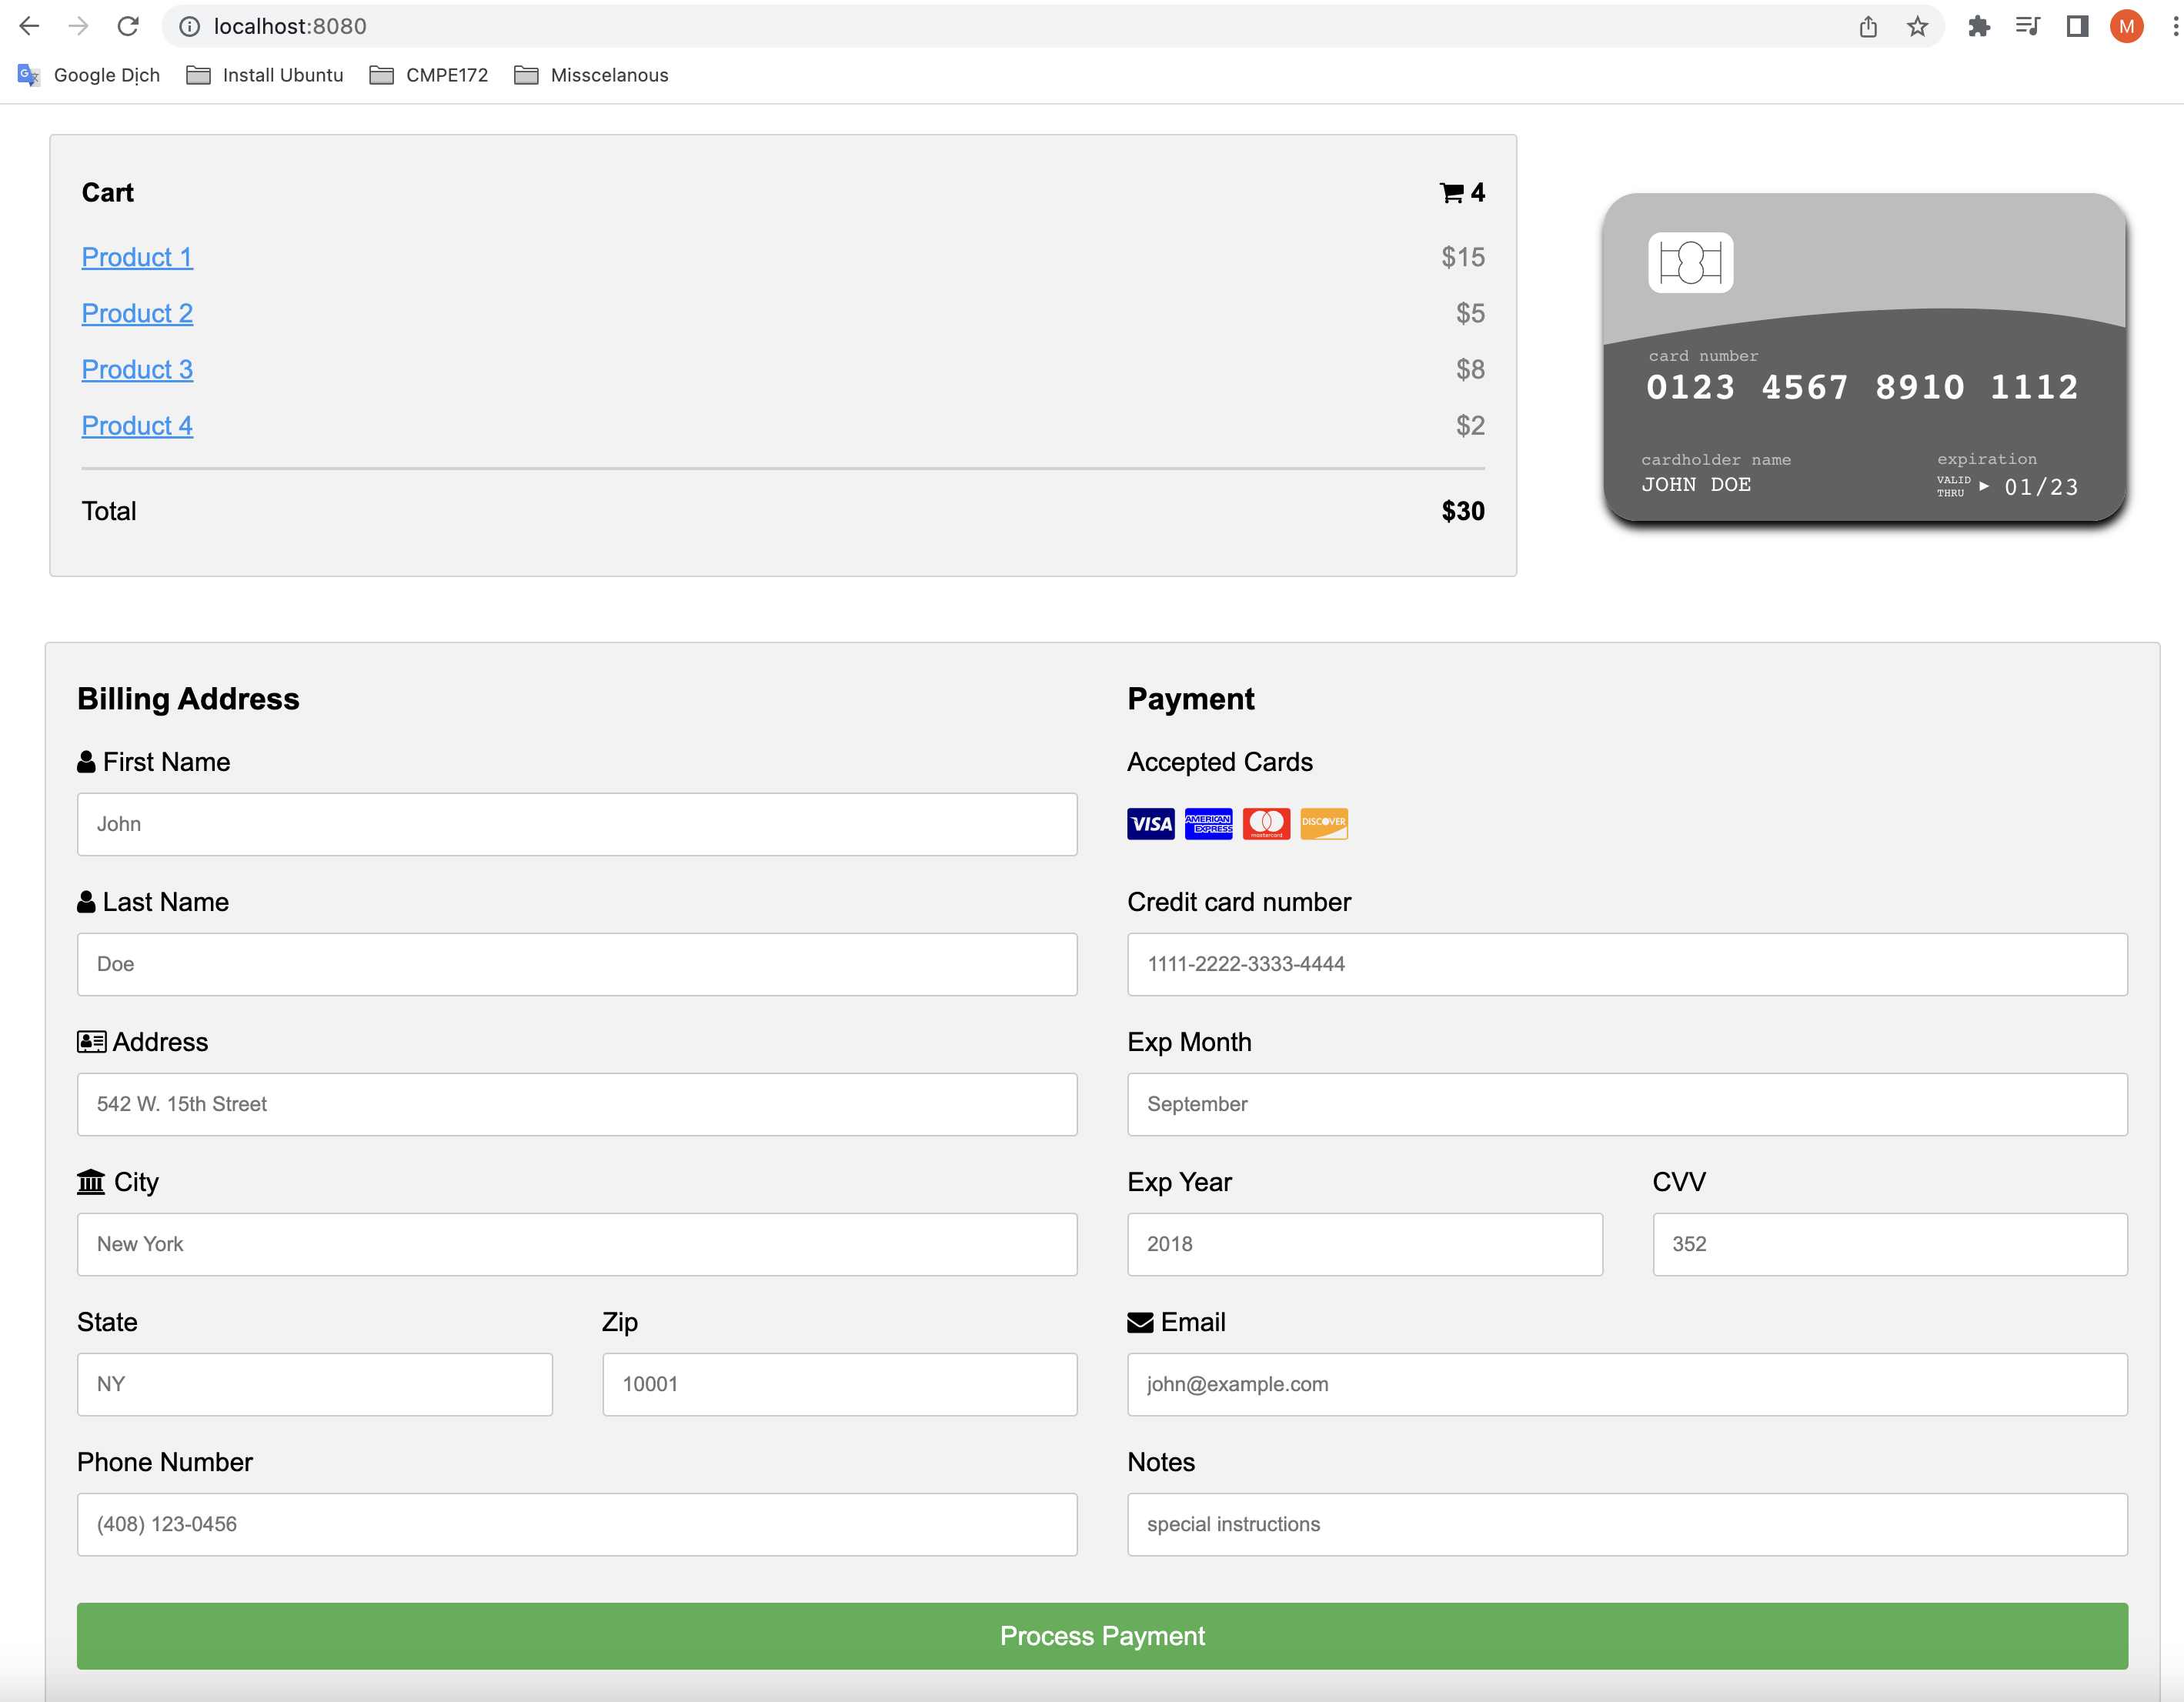 localhost:8080
M
Google Dịch Install Ubuntu CMPE172 Misscelanous
Cart 4
Product 1 $15
Product 2 $5
Product 3 $8
Product 4 $2
Total $30
card number
0123 4567 8910 1112
cardholder name expiration
JOHN DOE VALID THRU 01/23
Billing Address
First Name
John
Last Name
Doe
Address
542 W. 15th Street
City
New York
State Zip
NY 10001
Phone Number
(408) 123-0456
Payment
Accepted Cards
VISA AMERICAN EXPRESS mastercard DISCOVER
Credit card number
1111-2222-3333-4444
Exp Month
September
Exp Year CVV
2018 352
Email
john@example.com
Notes
special instructions
Process Payment